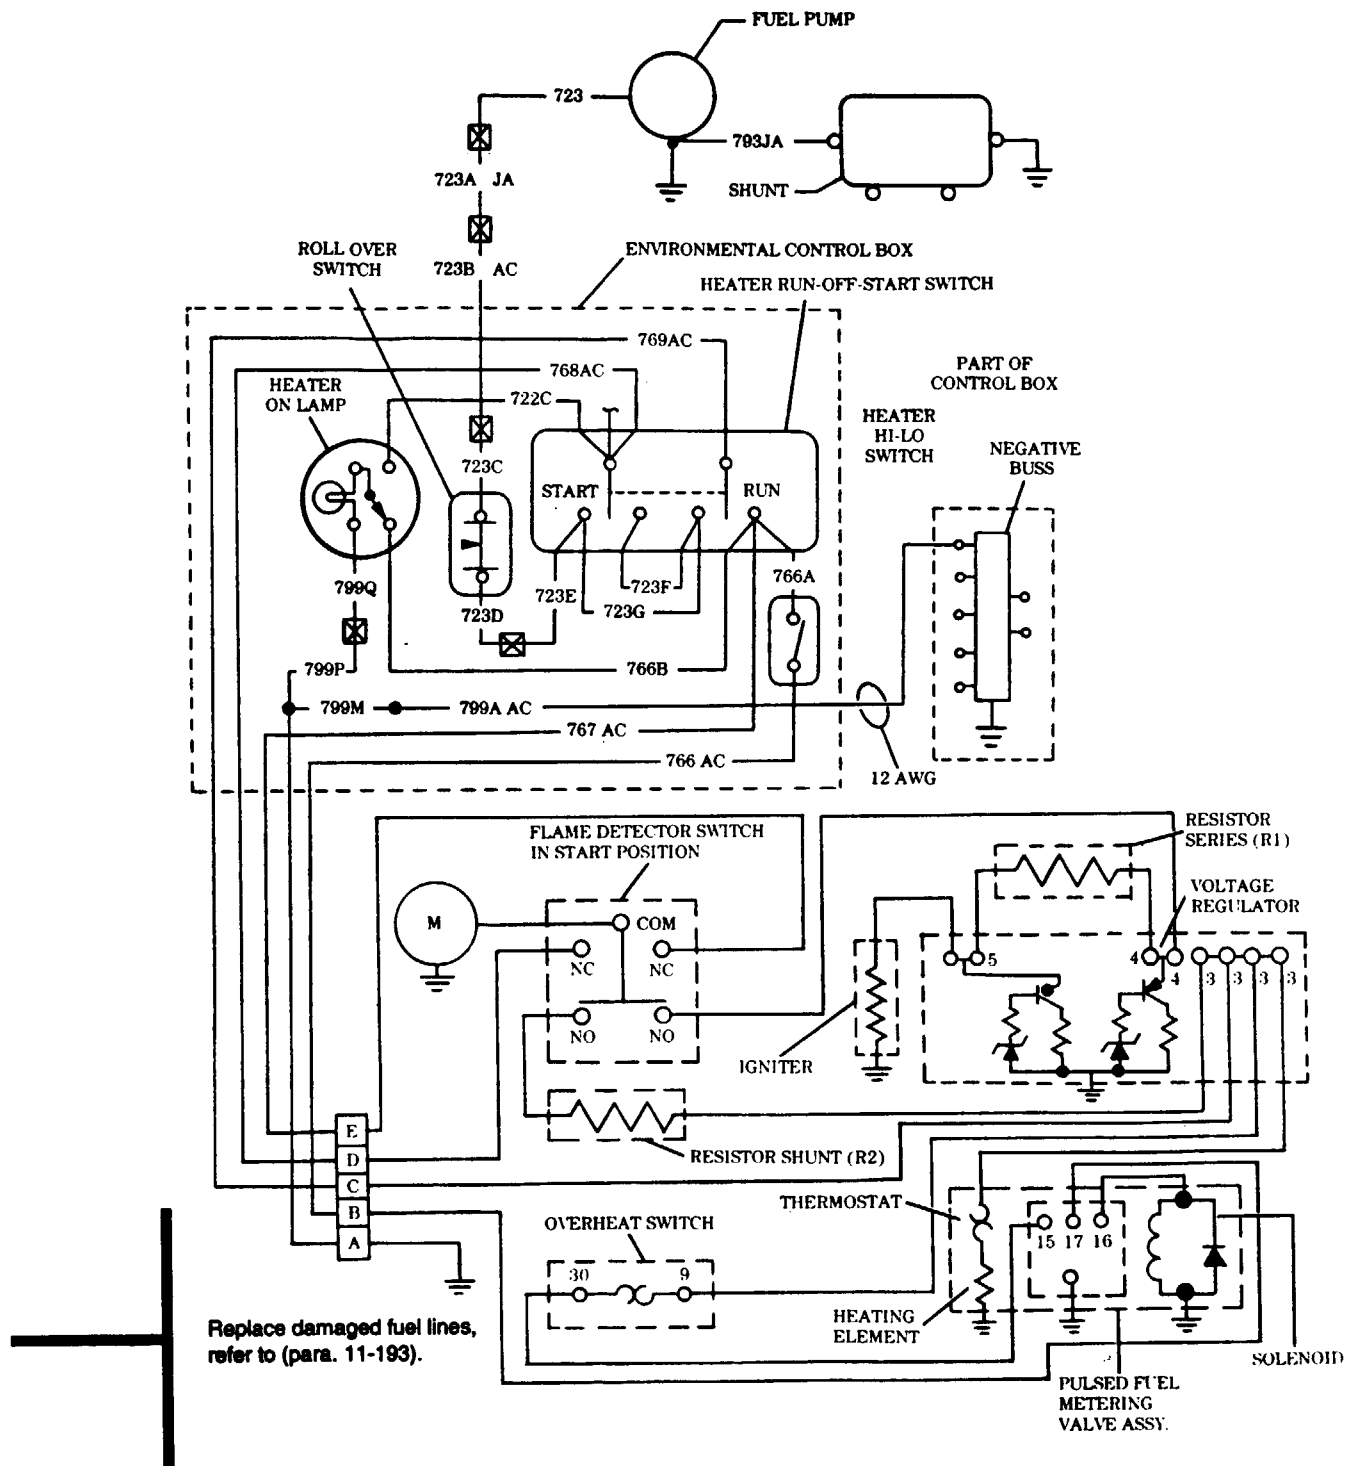 FUEL PUMP
723
793JA
SHUNT
723A JA
ROLL OVER
SWITCH
723B AC
ENVIRONMENTAL CONTROL BOX
HEATER RUN-OFF-START SWITCH
769AC
768AC
HEATER
ON LAMP
722C
PART OF
CONTROL BOX
HEATER
HI-LO
SWITCH
NEGATIVE
BUSS
723C
START
RUN
799Q
723D
723E
723F
723G
766A
799P
766B
799M
799A AC
767 AC
766 AC
12 AWG
FLAME DETECTOR SWITCH
IN START POSITION
RESISTOR
SERIES (R1)
VOLTAGE
REGULATOR
M
COM
NC
NC
NO
NO
5
4
4
3
3
3
3
IGNITER
E
D
C
B
A
RESISTOR SHUNT (R2)
THERMOSTAT
OVERHEAT SWITCH
30
9
15
17
16
HEATING
ELEMENT
SOLENOID
PULSED FUEL
METERING
VALVE ASSY.
Replace damaged fuel lines,
refer to (para. 11-193).